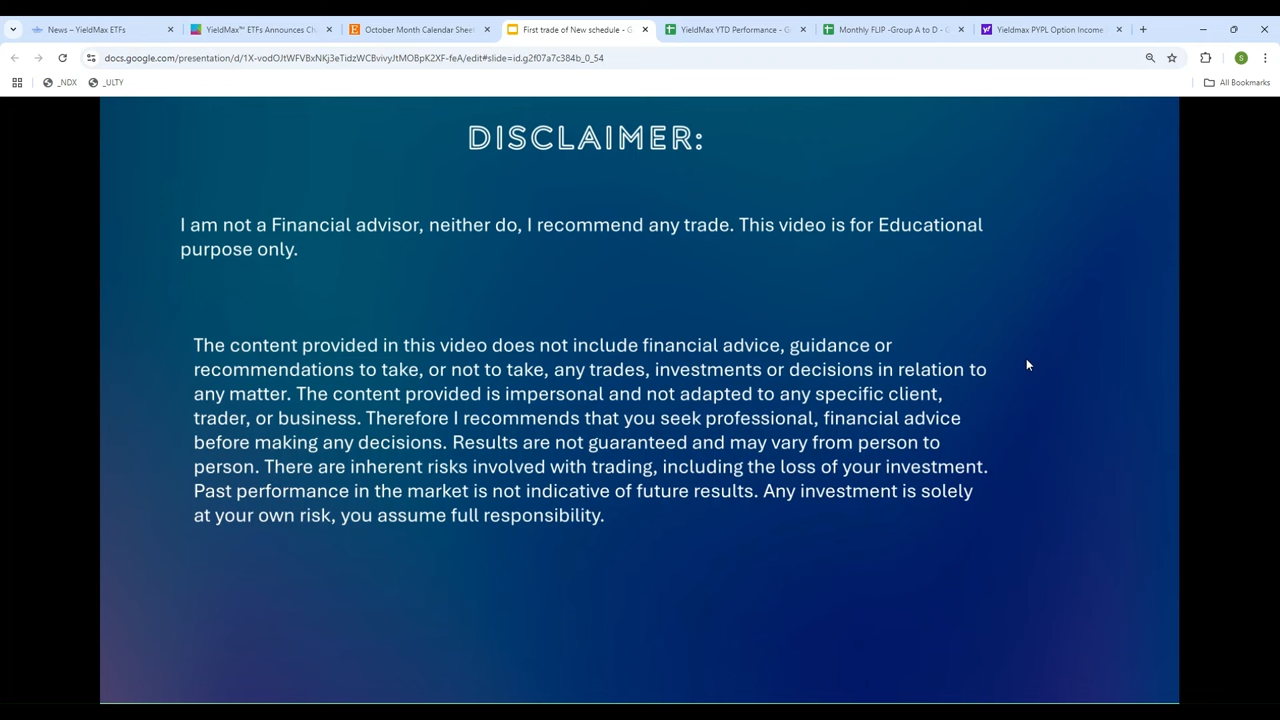 News – YieldMax ETFs
YieldMax™ ETFs Announces Ch
October Month Calendar Sheet
First trade of New schedule - G
YieldMax YTD Performance - G
Monthly FLIP -Group A to D - G
Yieldmax PYPL Option Income
docs.google.com/presentation/d/1X-vodOJtWFVBxNKj3eTidzWCBvivyJtMOBpK2XF-feA/edit#slide=id.g2f07a7c384b_0_54
S
_NDX
_ULTY
All Bookmarks
DISCLAIMER:
I am not a Financial advisor, neither do, I recommend any trade. This video is for Educational
purpose only.
The content provided in this video does not include financial advice, guidance or
recommendations to take, or not to take, any trades, investments or decisions in relation to
any matter. The content provided is impersonal and not adapted to any specific client,
trader, or business. Therefore I recommends that you seek professional, financial advice
before making any decisions. Results are not guaranteed and may vary from person to
person. There are inherent risks involved with trading, including the loss of your investment.
Past performance in the market is not indicative of future results. Any investment is solely
at your own risk, you assume full responsibility.